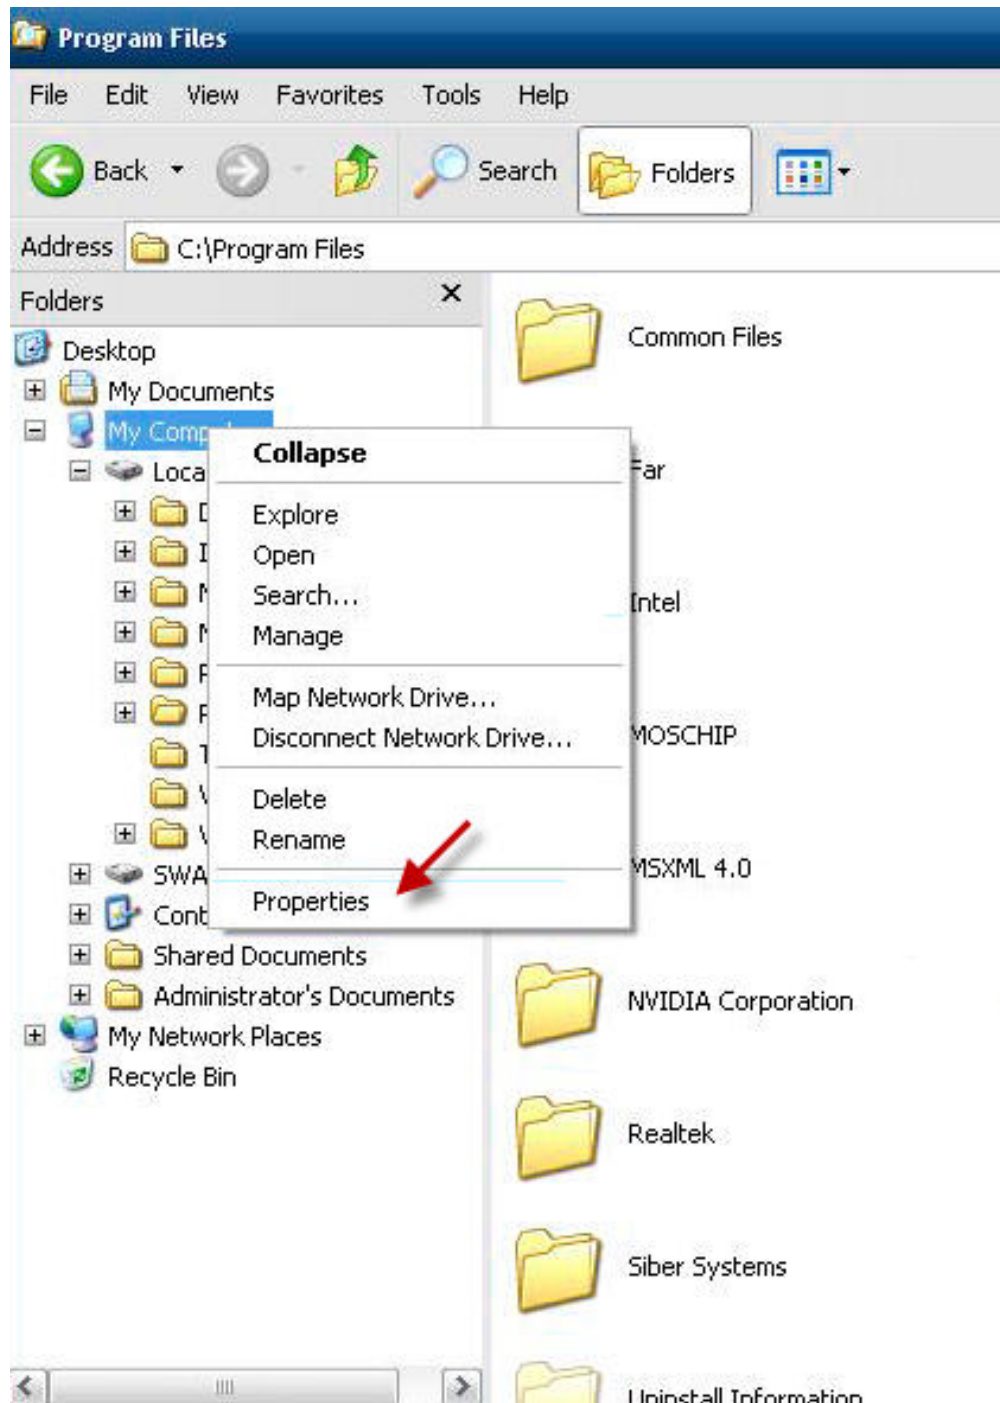 Program Files
File Edit View Favorites Tools Help
Back Search Folders
Address C:\Program Files
Folders
Desktop
My Documents
My
Collapse
Explore
Open
Search...
Manage
Map Network Drive...
Disconnect Network Drive...
Delete
Rename
Properties
Shared Documents
Administrator's Documents
My Network Places
Recycle Bin
Common Files
Far
Intel
MOSCHIP
MSXML 4.0
NVIDIA Corporation
Realtek
Siber Systems
Uninstall Information